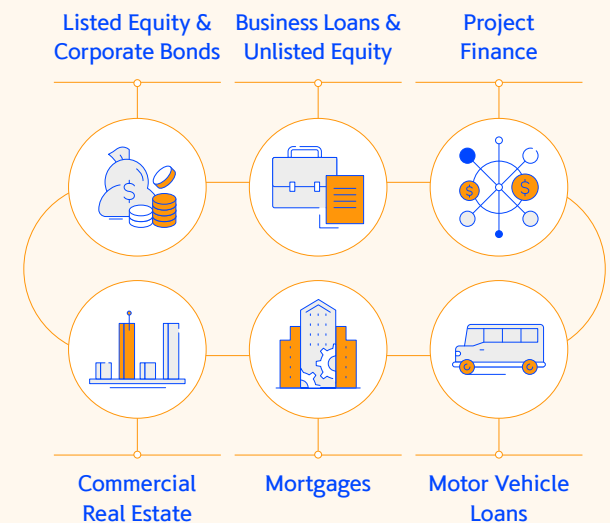 Listed Equity &
Corporate Bonds
Business Loans &
Unlisted Equity
Project
Finance
$
$
$
Commercial
Real Estate
Mortgages
Motor Vehicle
Loans